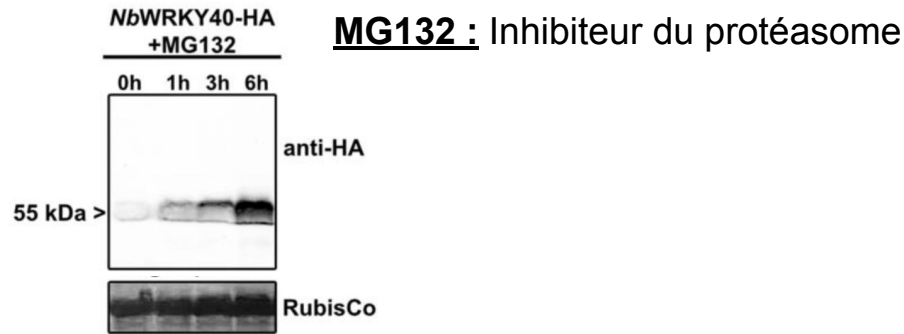 NbWRKY40-HA
+MG132
MG132 : Inhibiteur du protéasome
0h 1h 3h 6h
anti-HA
55 kDa >
RubisCo